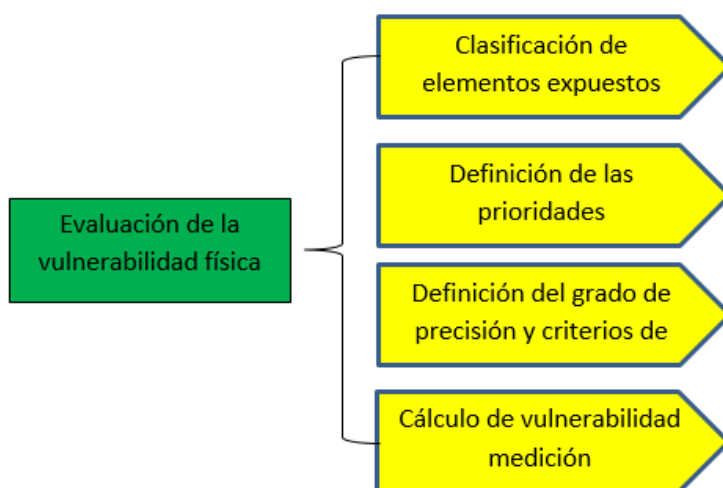 Clasificación de
elementos expuestos
Definición de las
prioridades
Evaluación de la
vulnerabilidad física
Definición del grado de
precisión y criterios de
Cálculo de vulnerabilidad
medición